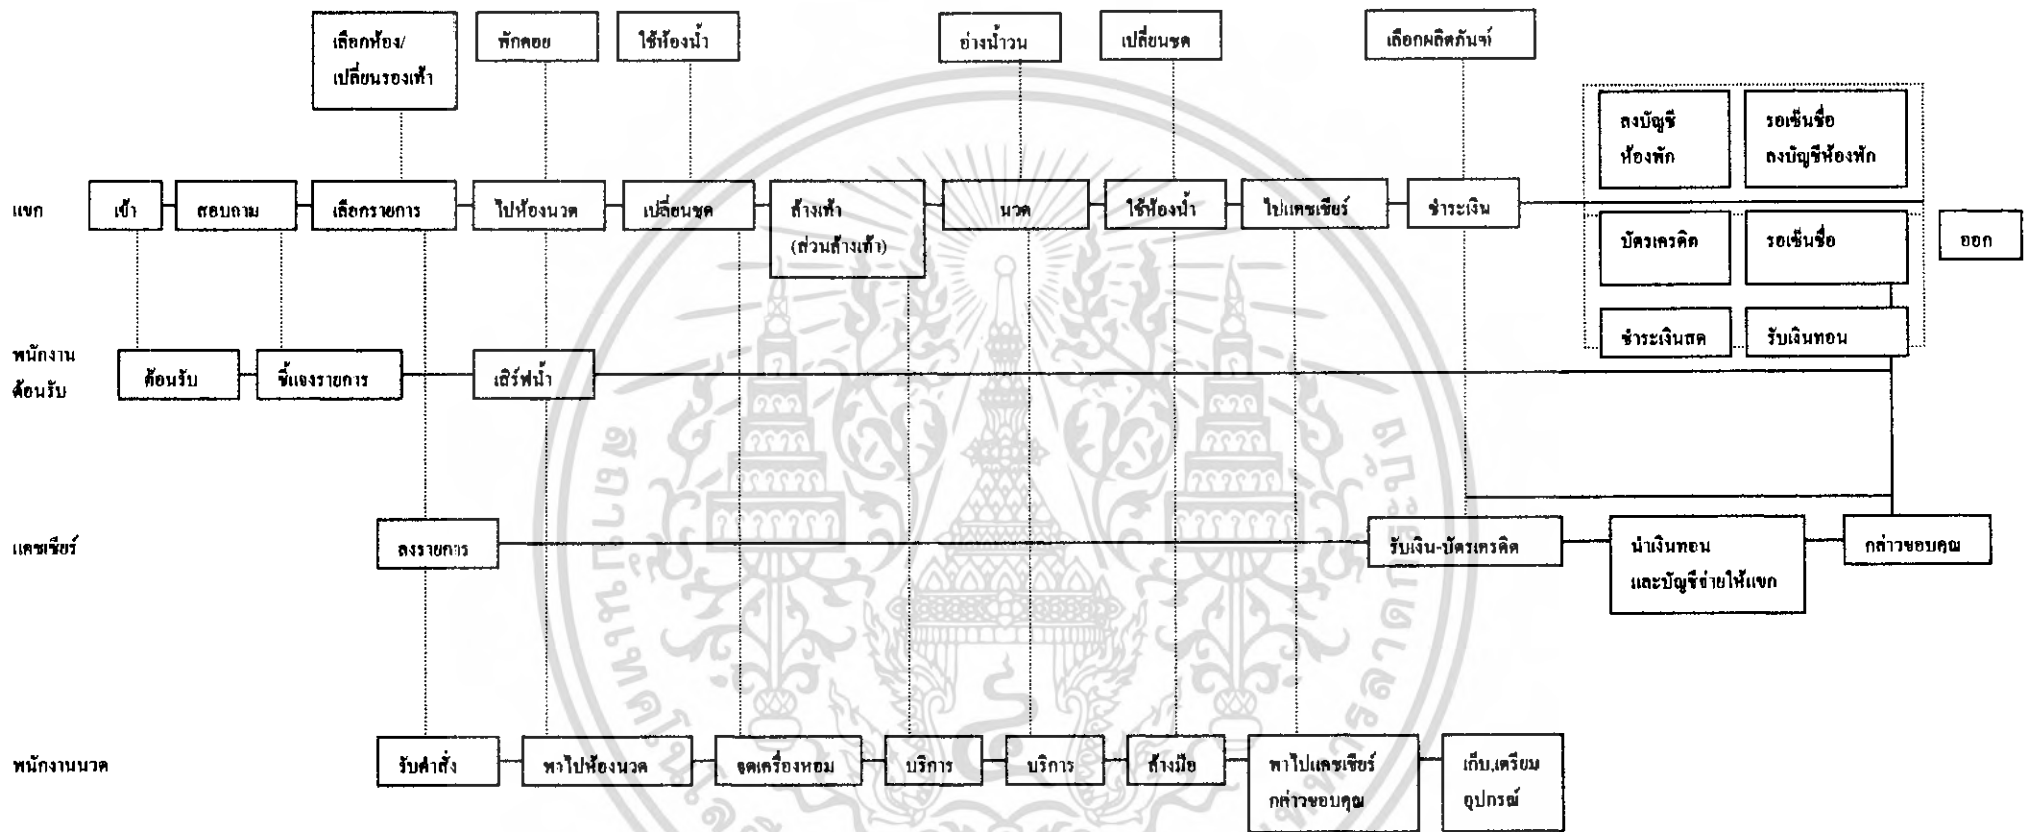 เลือกห้อง/
เปลี่ยนรองเท้า
พักคอย
ใช้ห้องน้ำ
อ่างน้ำวน
เปลี่ยนชุด
เลือกผลิตภัณฑ์
ลงบัญชี
ห้องพัก
รอเซ็นชื่อ
ลงบัญชีห้องพัก
แขก
เข้า
สอบถาม
เลือกรายการ
ไปห้องนวด
เปลี่ยนชุด
ล้างเท้า
(ส่วนล้างเท้า)
นวด
ใช้ห้องน้ำ
ไปแคชเชียร์
ชำระเงิน
บัตรเครดิต
รอเซ็นชื่อ
ออก
ชำระเงินสด
รับเงินทอน
พนักงาน
ต้อนรับ
ต้อนรับ
ชี้แจงรายการ
เสิร์ฟน้ำ
แคชเชียร์
ลงรายการ
รับเงิน-บัตรเครดิต
นำเงินทอน
และบัญชีจ่ายให้แขก
กล่าวขอบคุณ
พนักงานนวด
รับคำสั่ง
พาไปห้องนวด
จุดเครื่องหอม
บริการ
บริการ
ล้างมือ
พาไปแคชเชียร์
กล่าวขอบคุณ
เก็บ,เตรียม
อุปกรณ์